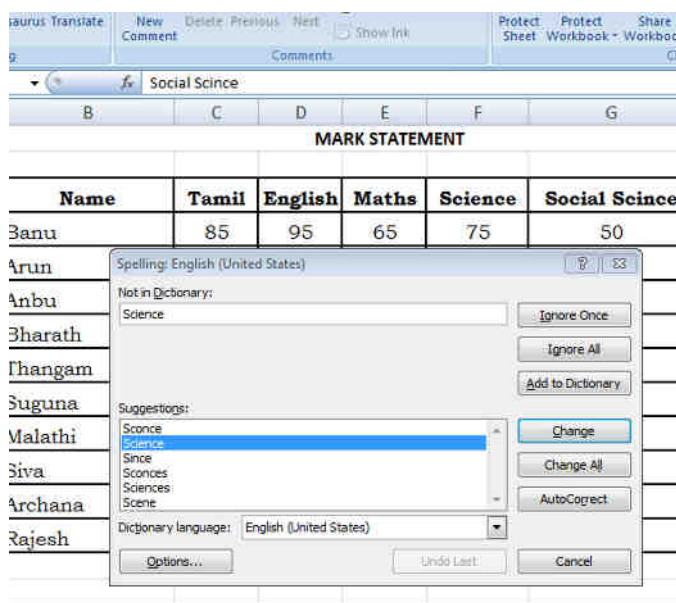 Translate New Delete Previous Next Protect Protect Share
Comment Show Ink Sheet Workbook
Comments
fx Social Scince
B C D E F G
MARK STATEMENT
Name Tamil English Maths Science Social Scince
Banu 85 95 65 75 50
Arun
Anbu
Bharath
Thangam
Suguna
Malathi
Siva
Archana
Rajesh
Spelling: English (United States)
Not in Dictionary:
Science
Ignore Once
Ignore All
Add to Dictionary
Suggestions:
Sconce
Science
Since
Sconces
Sciences
Scene
Change
Change All
AutoCorrect
Dictionary language: English (United States)
Options...
Undo Last
Cancel